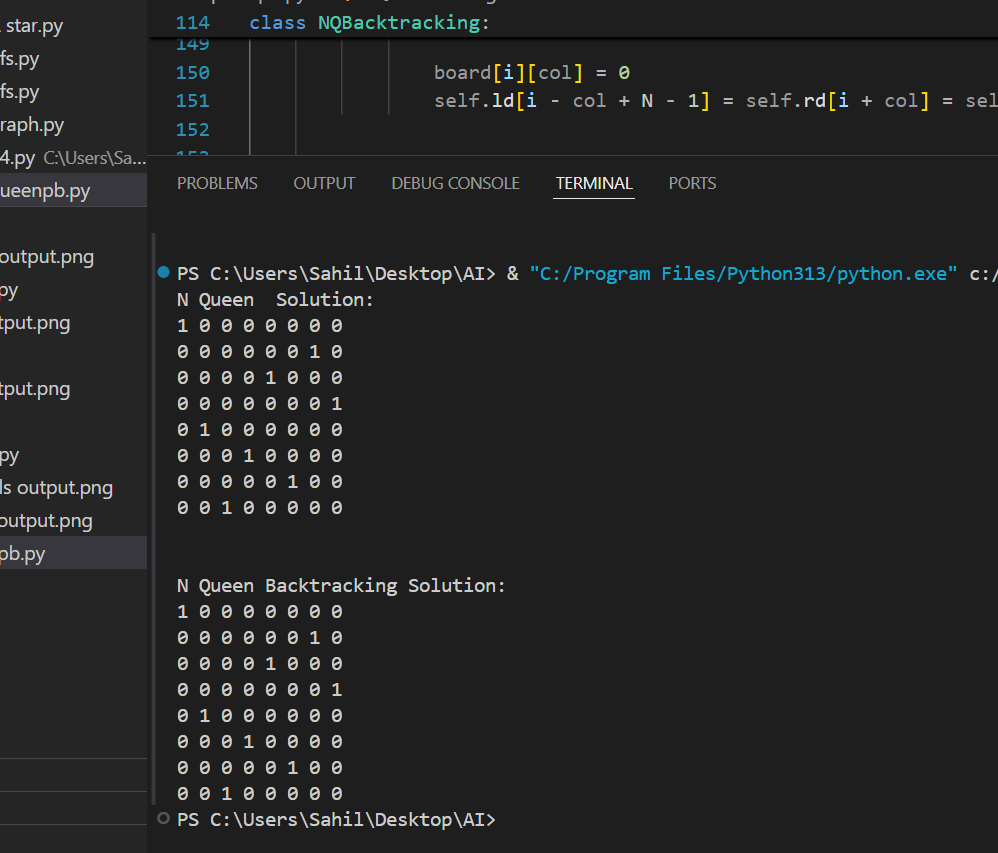 star.py
fs.py
fs.py
raph.py
4.py C:\Users\Sa...
ueenpb.py
output.png
py
tput.png
tput.png
py
ls output.png
output.png
pb.py
114 class NQBacktracking:
149
150 board[i][col] = 0
151 self.ld[i - col + N - 1] = self.rd[i + col] = sel
152
PROBLEMS OUTPUT DEBUG CONSOLE TERMINAL PORTS
PS C:\Users\Sahil\Desktop\AI> & "C:/Program Files/Python313/python.exe" c:/
N Queen  Solution:
1 0 0 0 0 0 0 0
0 0 0 0 0 0 1 0
0 0 0 0 1 0 0 0
0 0 0 0 0 0 0 1
0 1 0 0 0 0 0 0
0 0 0 1 0 0 0 0
0 0 0 0 0 1 0 0
0 0 1 0 0 0 0 0
N Queen Backtracking Solution:
1 0 0 0 0 0 0 0
0 0 0 0 0 0 1 0
0 0 0 0 1 0 0 0
0 0 0 0 0 0 0 1
0 1 0 0 0 0 0 0
0 0 0 1 0 0 0 0
0 0 0 0 0 1 0 0
0 0 1 0 0 0 0 0
PS C:\Users\Sahil\Desktop\AI>